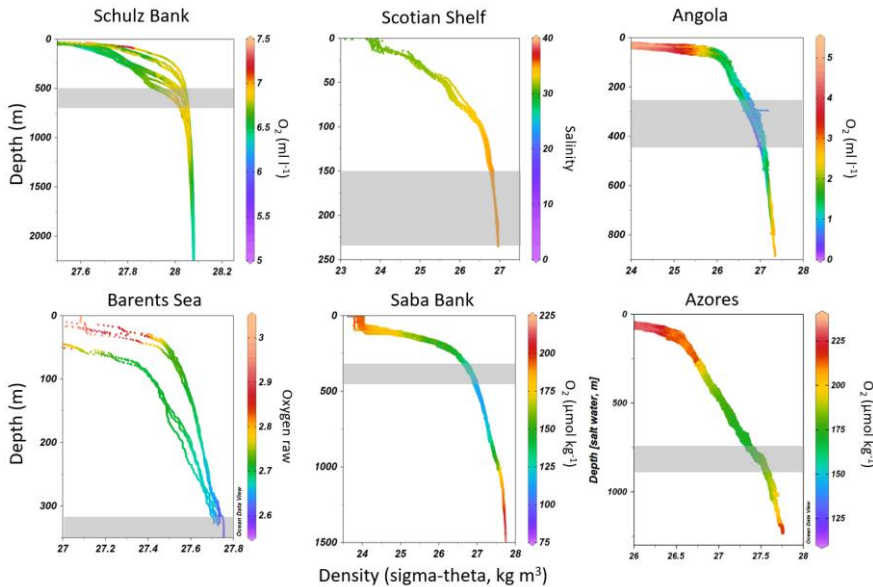 Schulz Bank
Scotian Shelf
Angola
Depth (m)
0
500
1000
1500
2000
27.6 27.8 28 28.2
7.5
7
6.5
6
5.5
5
O₂ (ml l⁻¹)
0
50
100
150
200
250
23 24 25 26 27
40
35
30
25
20
15
10
5
0
Salinity
0
200
400
600
800
24 25 26 27 28
5
4
3
2
1
0
O₂ (ml l⁻¹)
Barents Sea
Saba Bank
Azores
Depth (m)
0
100
200
300
27 27.2 27.4 27.6 27.8
3
2.9
2.8
2.7
2.6
2.5
Oxygen raw
Ocean Data View
0
500
1000
1500
24 25 26 27 28
225
200
175
150
125
100
75
O₂ (µmol kg⁻¹)
Depth [salt water, m]
0
500
1000
26 26.5 27 27.5 28
225
200
175
150
125
O₂ (µmol kg⁻¹)
Ocean Data View
Density (sigma-theta, kg m³)